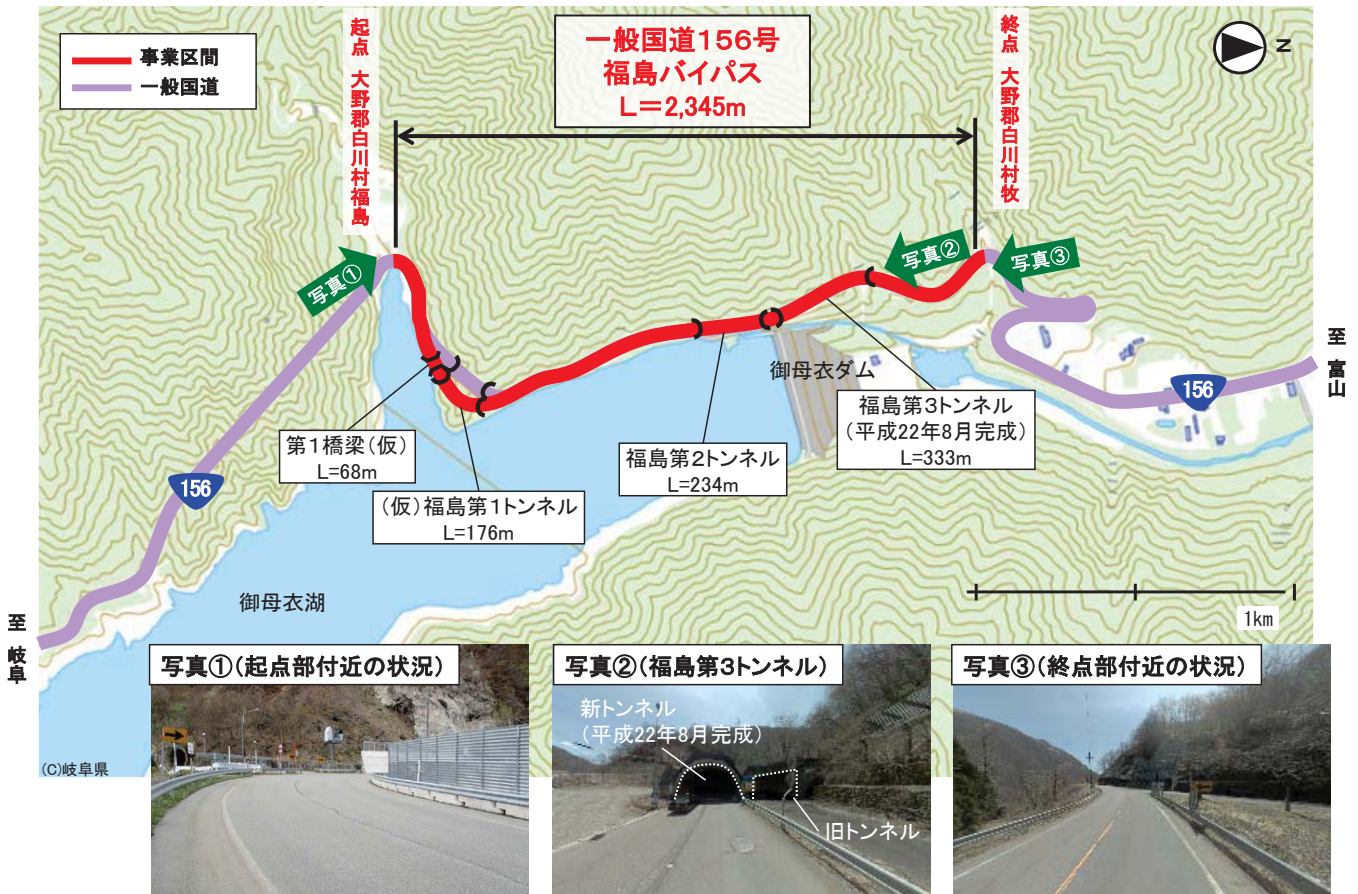 事業区間
一般国道
起点 大野郡白川村福島
一般国道156号
福島バイパス
L=2,345m
終点 大野郡白川村牧
N
写真①
写真②
写真③
至 富山
156
御母衣ダム
福島第3トンネル
(平成22年8月完成)
L=333m
第1橋梁(仮)
L=68m
福島第2トンネル
L=234m
(仮)福島第1トンネル
L=176m
156
御母衣湖
1km
至 岐阜
写真①(起点部付近の状況)
写真②(福島第3トンネル)
写真③(終点部付近の状況)
新トンネル
(平成22年8月完成)
旧トンネル
(C)岐阜県